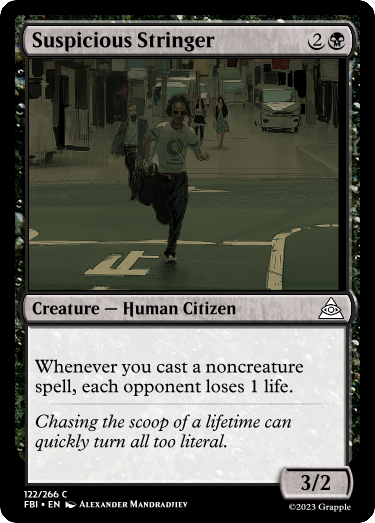 Suspicious Stringer
2
Creature — Human Citizen
Whenever you cast a noncreature
spell, each opponent loses 1 life.
Chasing the scoop of a lifetime can
quickly turn all too literal.
3/2
122/266 C
FBI • EN Alexander Mandradjiev
©2023 Grapple